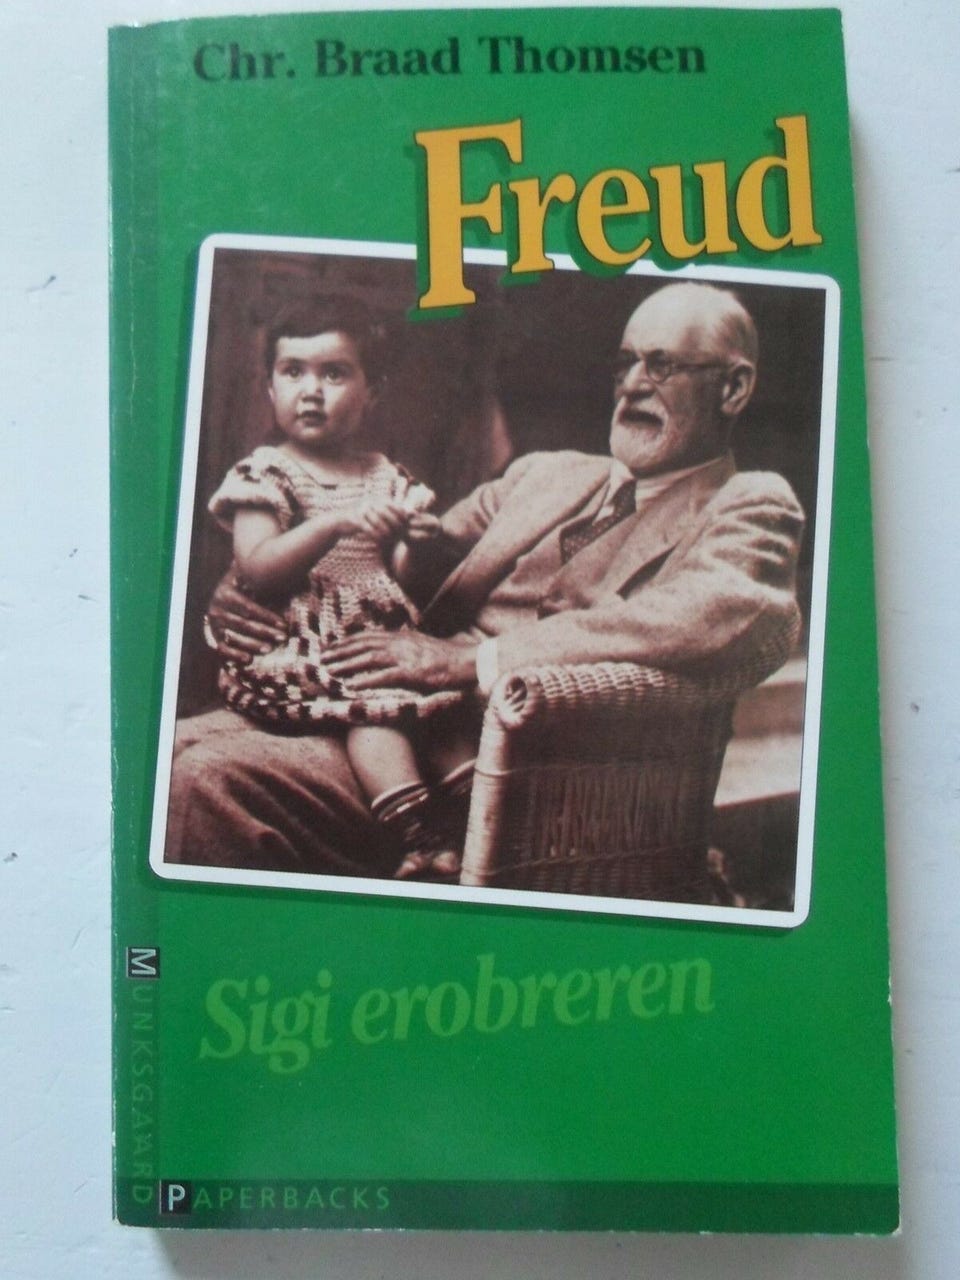 Chr. Braad Thomsen
Freud
Sigi erobreren
MUNKSGAARD
PAPERBACKS